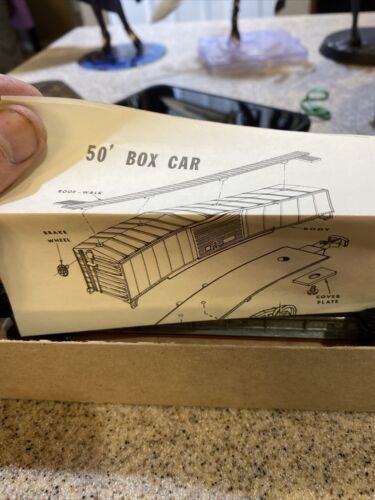 50' BOX CAR
ROOF-WALK
BRAKE
WHEEL
BODY
COVER
PLATE